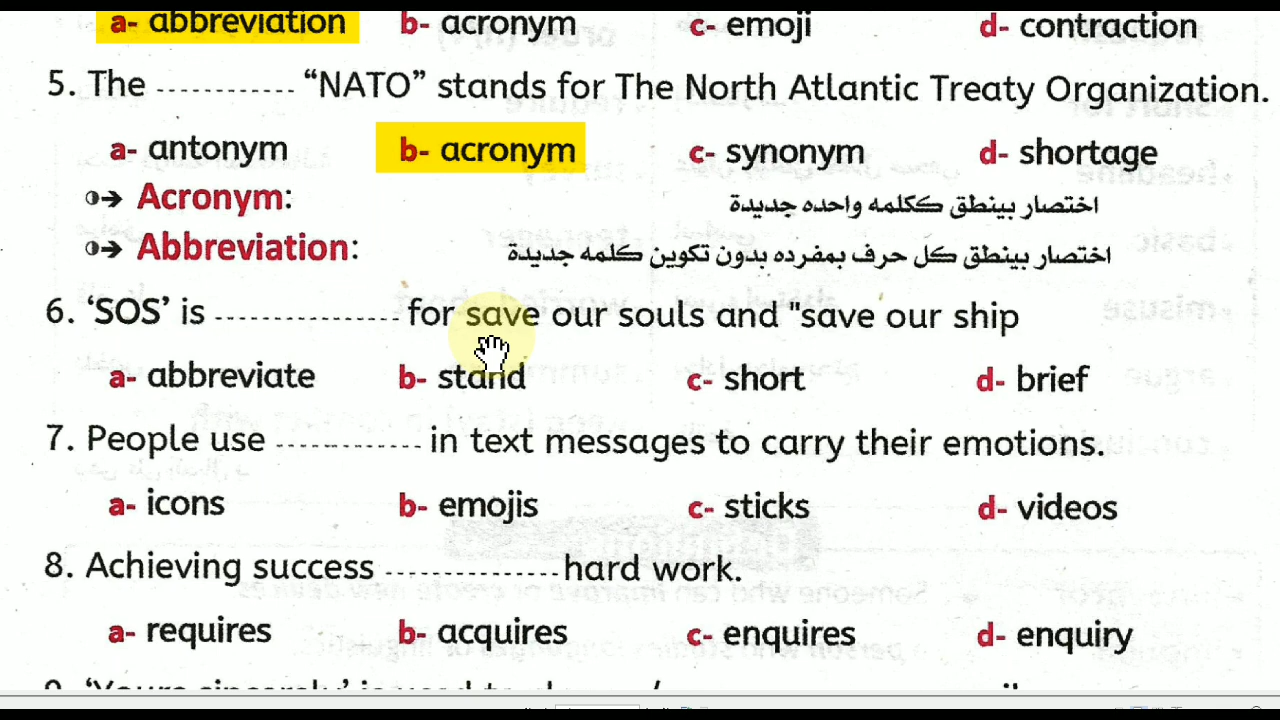 a- abbreviation b- acronym c- emoji d- contraction
5. The ............ “NATO” stands for The North Atlantic Treaty Organization.
a- antonym b- acronym c- synonym d- shortage
Acronym: اختصار بينطق ككلمه واحده جديدة
Abbreviation: اختصار بينطق كل حرف بمفرده بدون تكوين كلمه جديدة
6. ‘SOS’ is ................ for save our souls and "save our ship
a- abbreviate b- stand c- short d- brief
7. People use ............. in text messages to carry their emotions.
a- icons b- emojis c- sticks d- videos
8. Achieving success ............... hard work.
a- requires b- acquires c- enquires d- enquiry